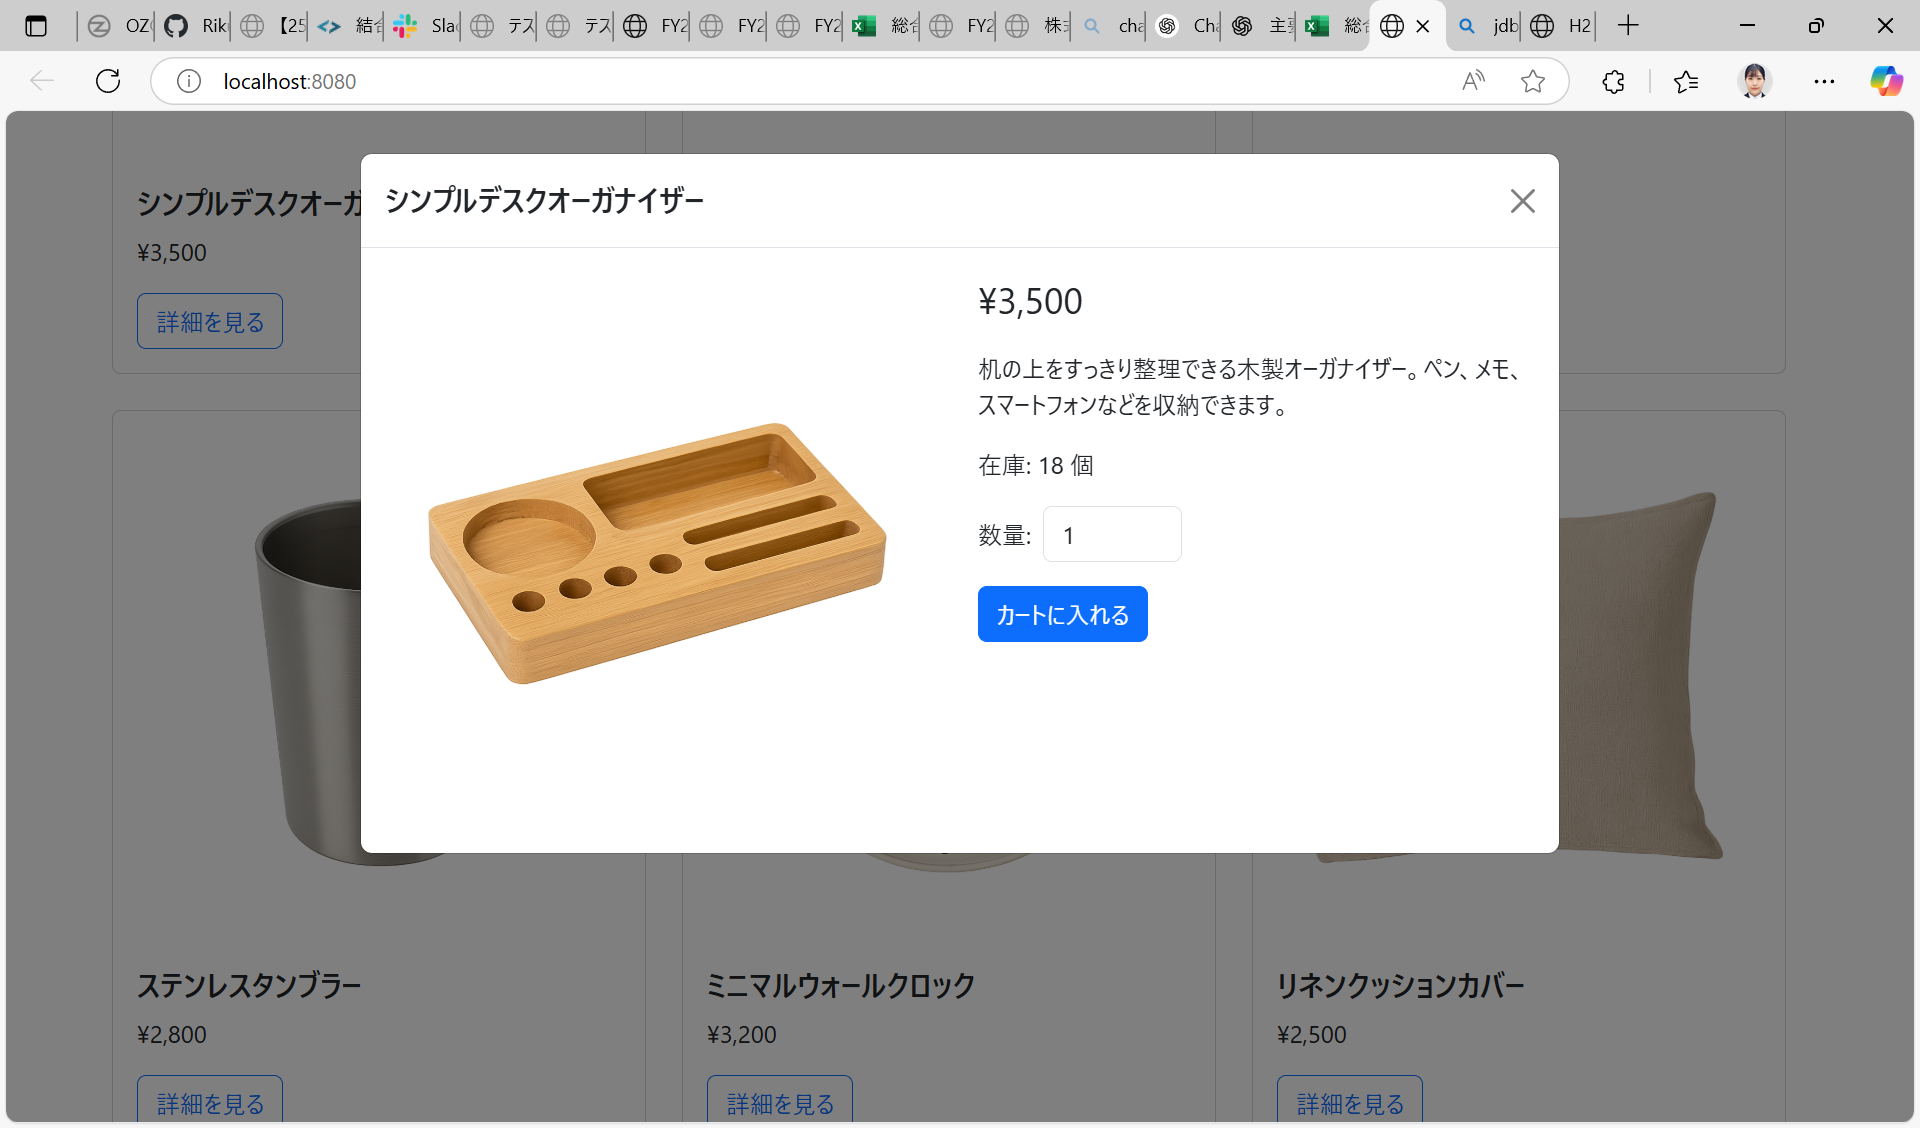 OZ
Rik
【25
結合
Slac
テス
テス
FY2
FY2
FY2
総合
FY2
株式
cha
Cha
主要
総合
jdb
H2
localhost:8080
シンプルデスクオーガ
¥3,500
詳細を見る
シンプルデスクオーガナイザー
¥3,500
机の上をすっきり整理できる木製オーガナイザー。ペン、メモ、
スマートフォンなどを収納できます。
在庫: 18 個
数量: 1
カートに入れる
ステンレスタンブラー
¥2,800
詳細を見る
ミニマルウォールクロック
¥3,200
詳細を見る
リネンクッションカバー
¥2,500
詳細を見る